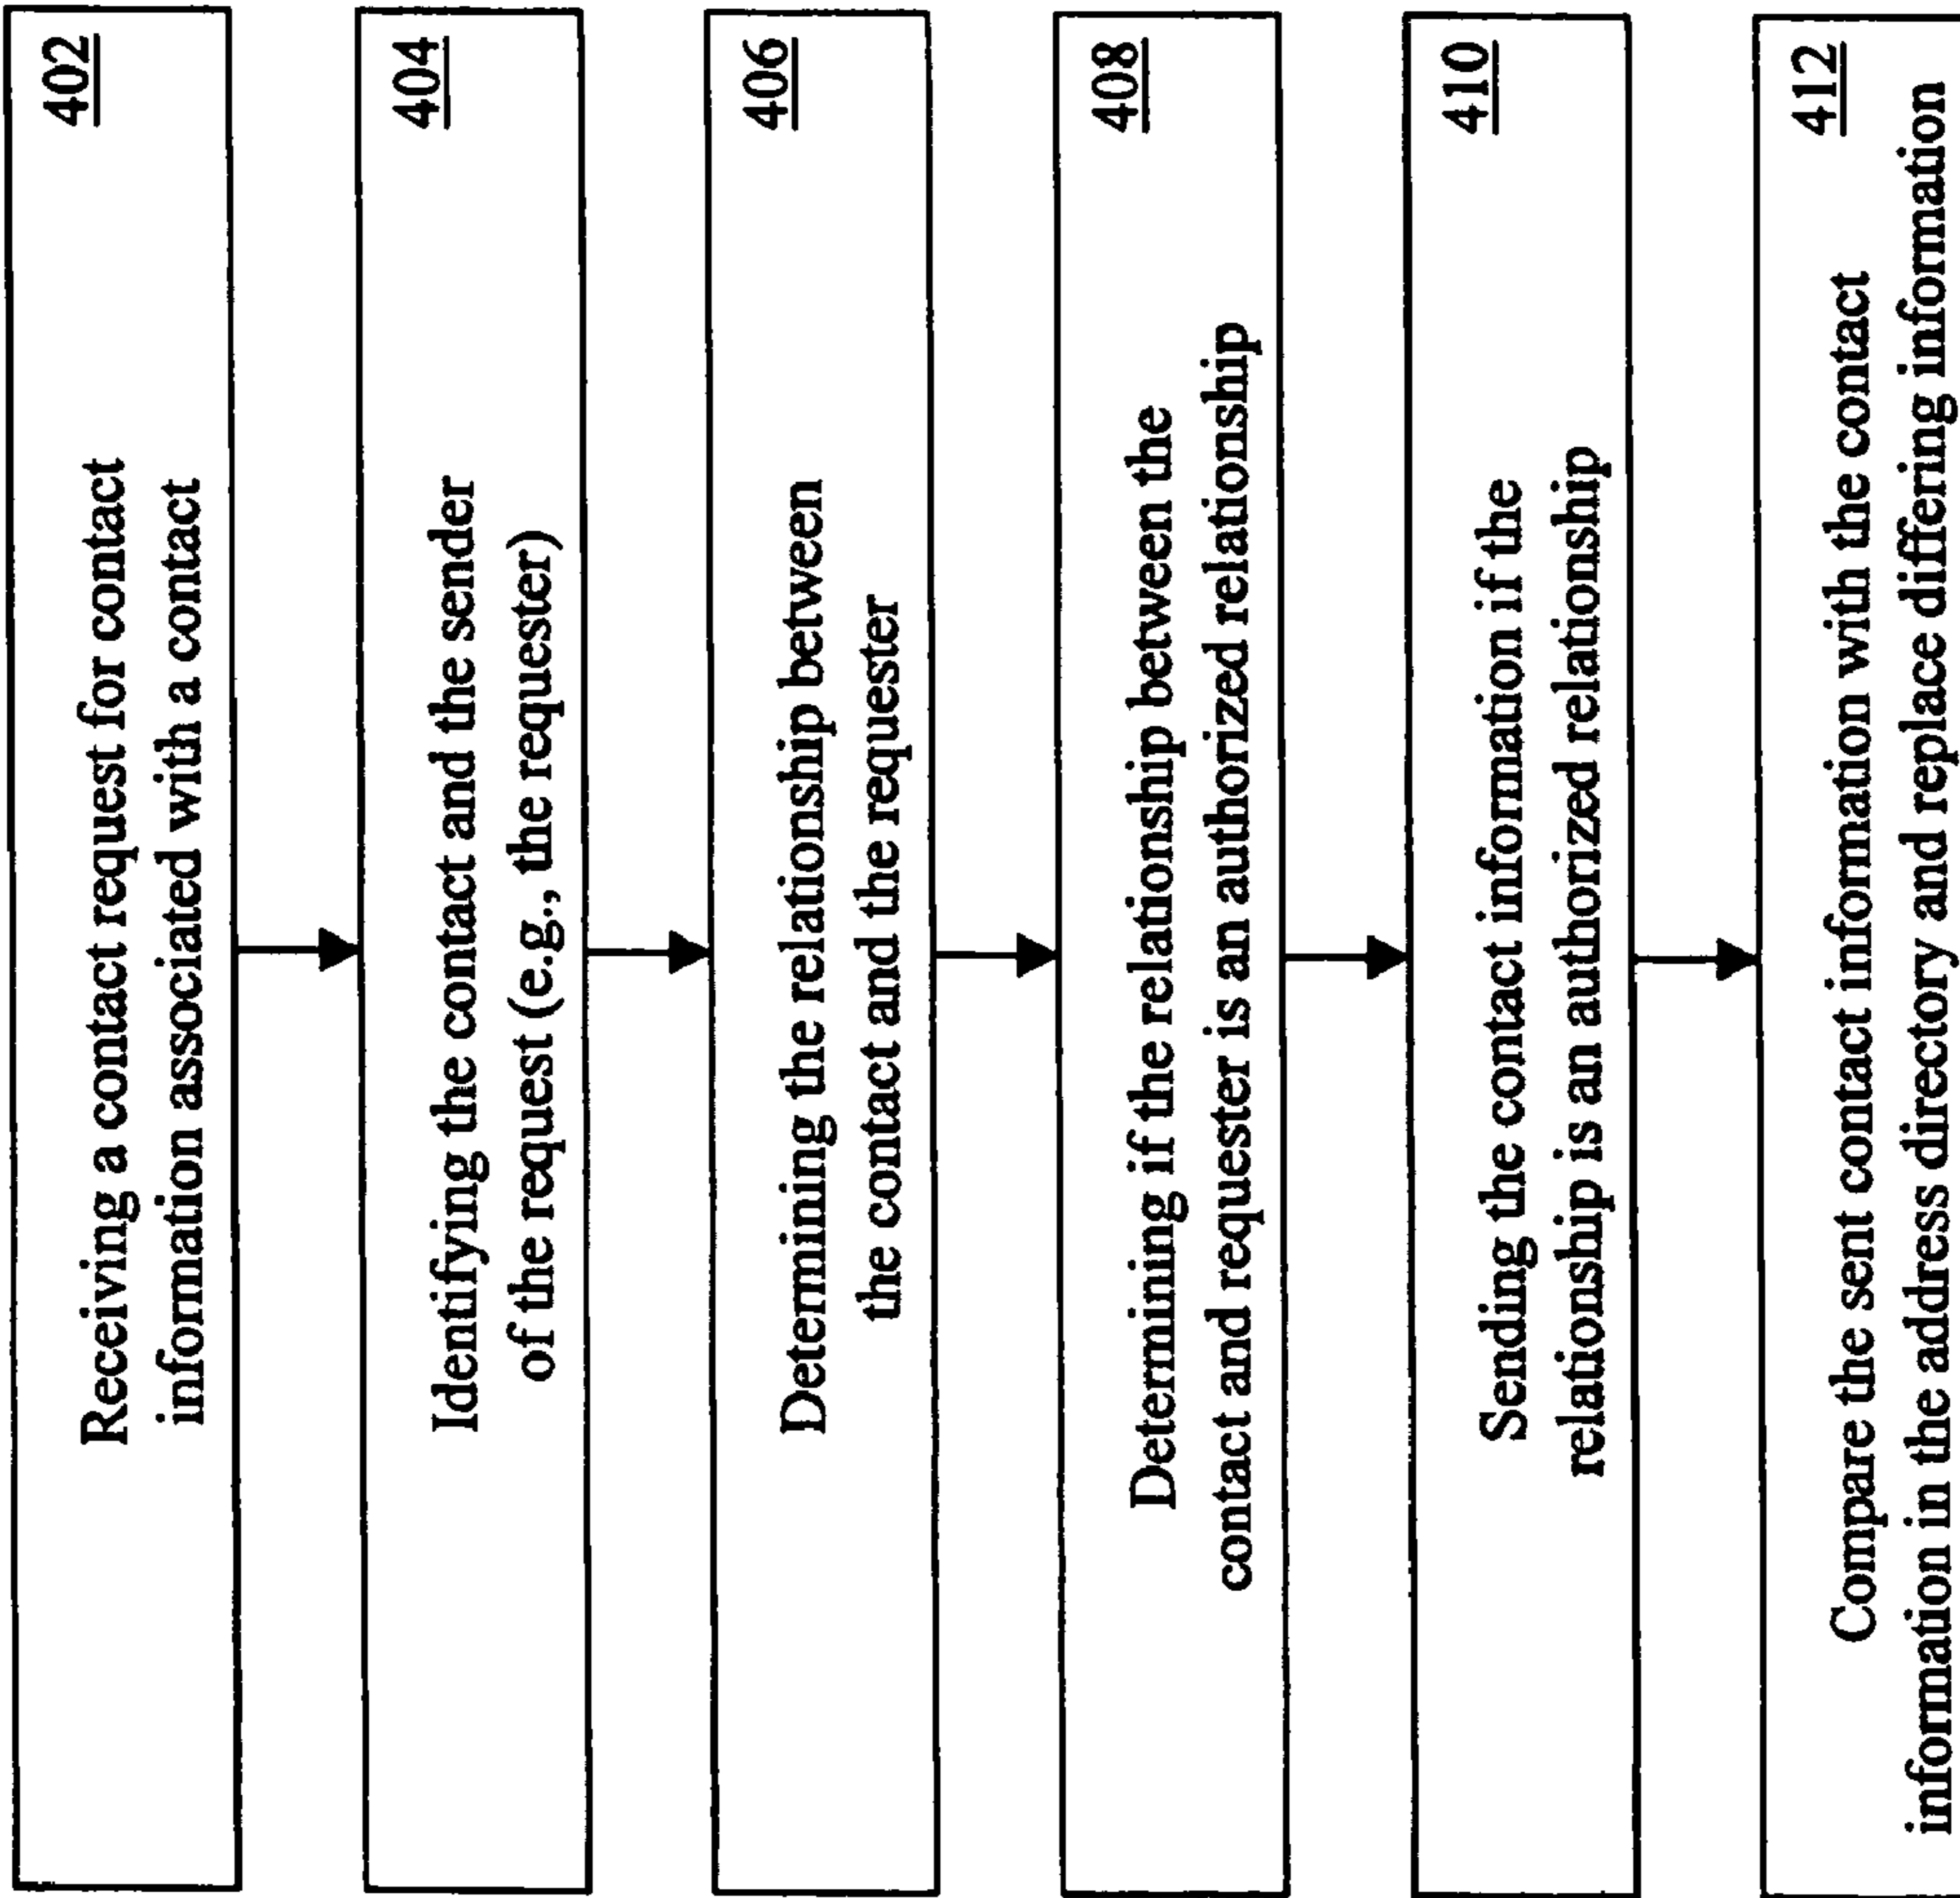 402
Receiving a contact request for contact
information associated with a contact
404
Identifying the contact and the sender
of the request (e.g., the requester)
406
Determining the relationship between
the contact and the requester
408
Determining if the relationship between the
contact and requester is an authorized relationship
410
Sending the contact information if the
relationship is an authorized relationship
412
Compare the sent contact information with the contact
information in the address directory and replace differing information